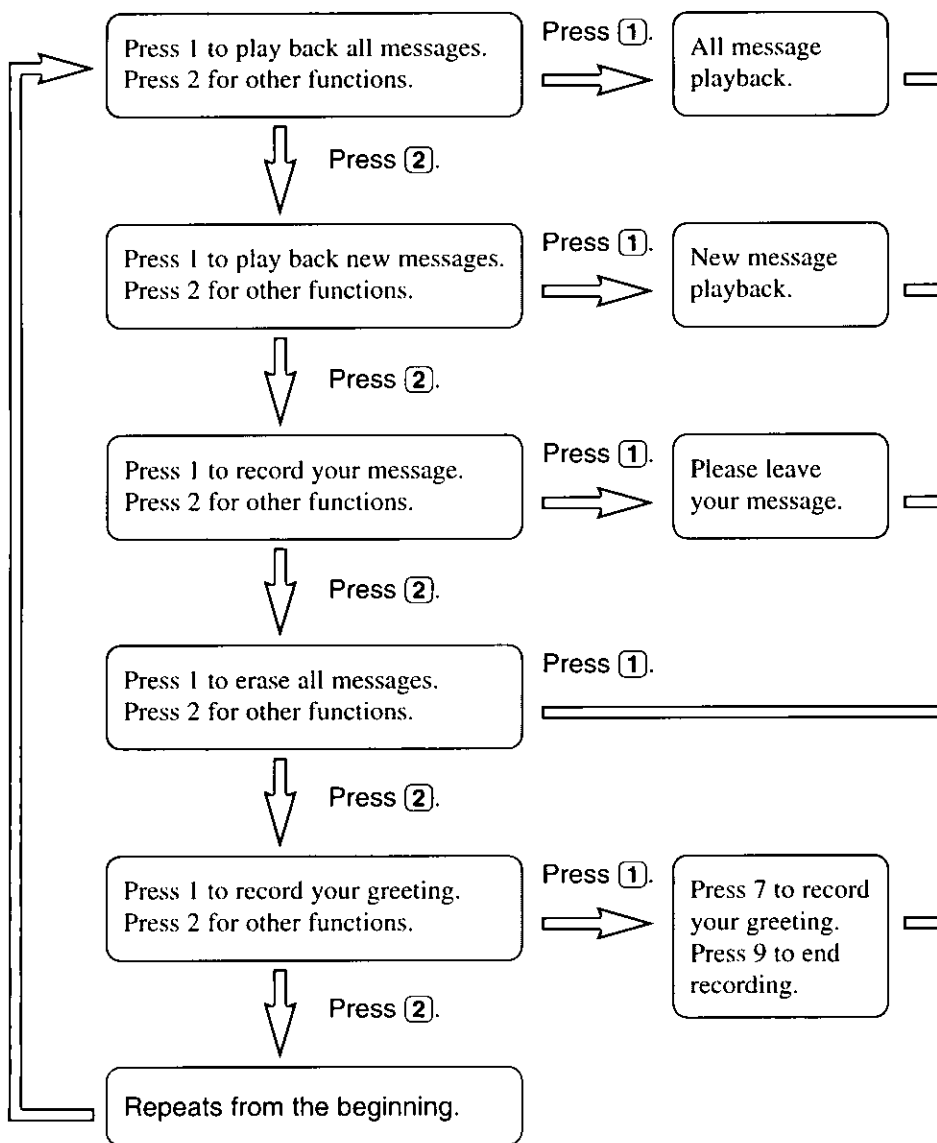 Press 1 to play back all messages.
Press 2 for other functions.
Press 1.
All message
playback.
Press 2.
Press 1 to play back new messages.
Press 2 for other functions.
Press 1.
New message
playback.
Press 2.
Press 1 to record your message.
Press 2 for other functions.
Press 1.
Please leave
your message.
Press 2.
Press 1 to erase all messages.
Press 2 for other functions.
Press 1.
Press 2.
Press 1 to record your greeting.
Press 2 for other functions.
Press 1.
Press 7 to record
your greeting.
Press 9 to end
recording.
Press 2.
Repeats from the beginning.